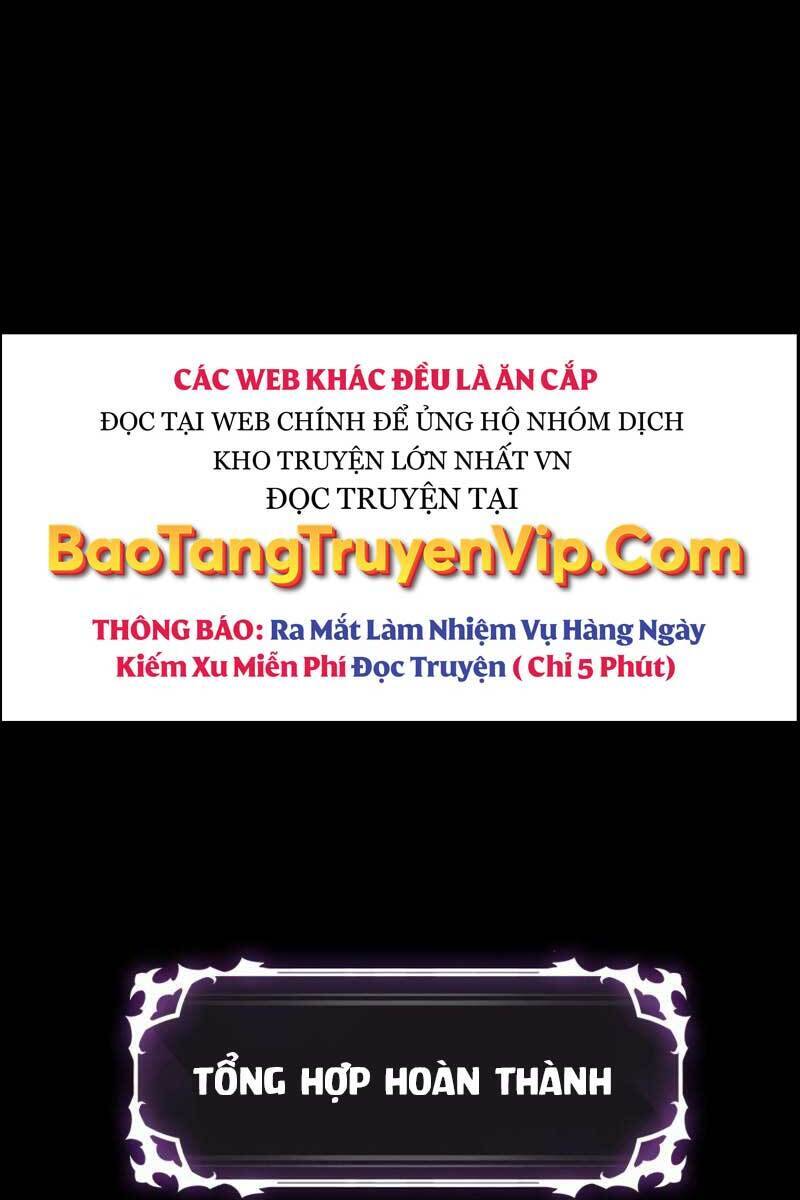 CÁC WEB KHÁC ĐỀU LÀ ĂN CẮP
ĐỌC TẠI WEB CHÍNH ĐỂ ỦNG HỘ NHÓM DỊCH
KHO TRUYỆN LỚN NHẤT VN
ĐỌC TRUYỆN TẠI
BaoTangTruyenVip.Com
THÔNG BÁO: Ra Mắt Làm Nhiệm Vụ Hàng Ngày
Kiếm Xu Miễn Phí Đọc Truyện ( Chỉ 5 Phút)
TỔNG HỢP HOÀN THÀNH